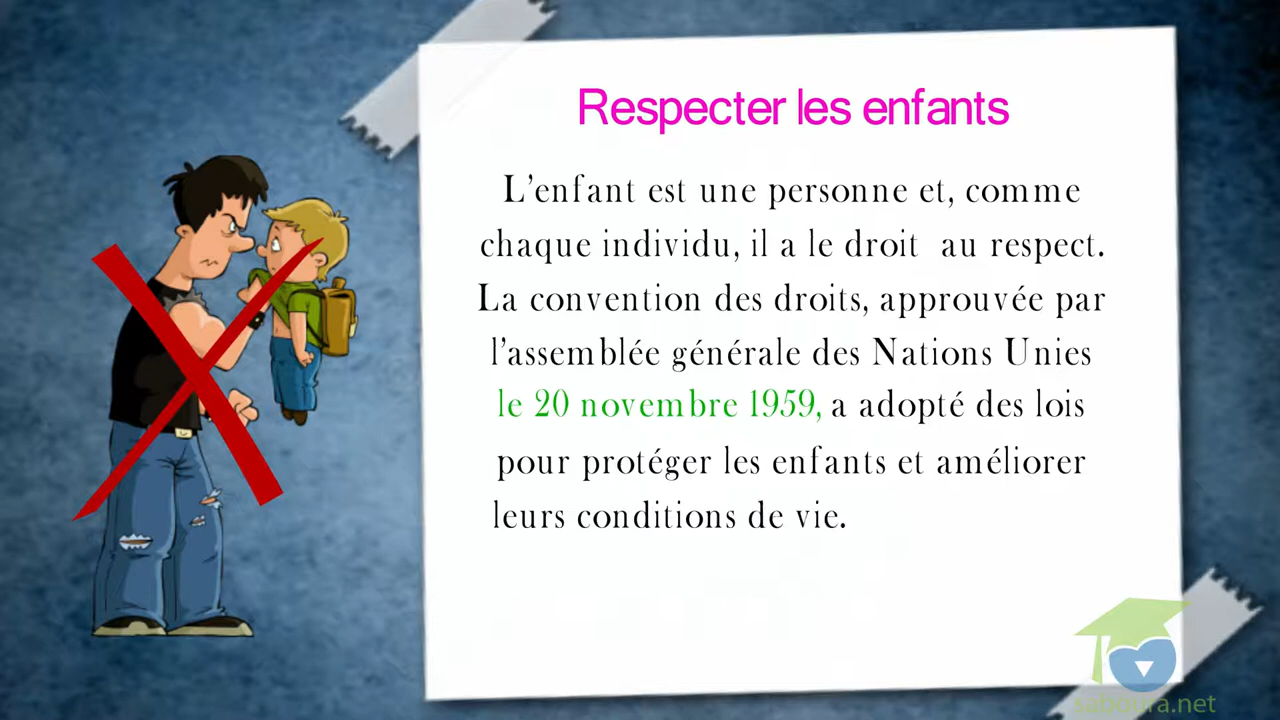 Respecter les enfants
L'enfant est une personne et, comme
chaque individu, il a le droit au respect.
La convention des droits, approuvée par
l'assemblée générale des Nations Unies
le 20 novembre 1959, a adopté des lois
pour protéger les enfants et améliorer
leurs conditions de vie.
saboura.net